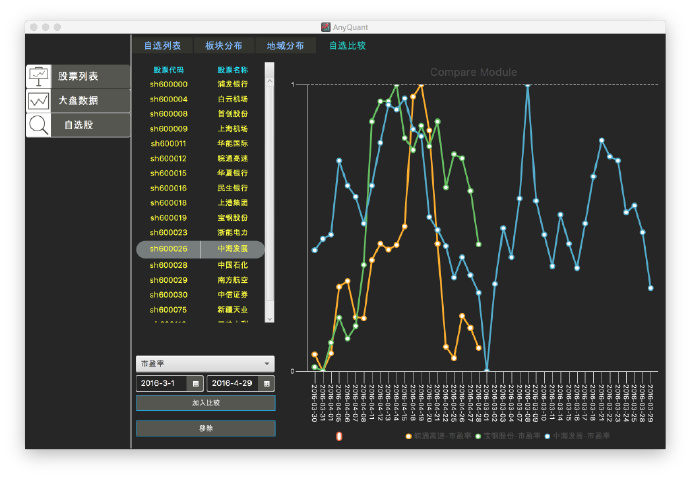 AnyQuant
自选列表 板块分布 地域分布 自选比较
股票列表
大盘数据
自选股
股票代码 股票名称
sh600000 浦发银行
sh600004 白云机场
sh600008 首创股份
sh600009 上海机场
sh600011 华能国际
sh600012 皖通高速
sh600015 华夏银行
sh600016 民生银行
sh600018 上港集团
sh600019 宝钢股份
sh600023 浙能电力
sh600026 中海发展
sh600028 中国石化
sh600029 南方航空
sh600030 中信证券
sh600075 新疆天业
市盈率
2016-3-1 2016-4-29
加入比较
移除
Compare Module
1
0
2016-03-30
2016-03-31
2016-04-01
2016-04-05
2016-04-06
2016-04-07
2016-04-08
2016-04-11
2016-04-12
2016-04-13
2016-04-14
2016-04-15
2016-04-18
2016-04-19
2016-04-20
2016-04-21
2016-04-22
2016-04-25
2016-04-26
2016-04-27
2016-04-28
2016-03-01
2016-03-02
2016-03-03
2016-03-04
2016-03-07
2016-03-08
2016-03-09
2016-03-10
2016-03-11
2016-03-14
2016-03-15
2016-03-16
2016-03-17
2016-03-18
2016-03-21
2016-03-22
2016-03-23
2016-03-24
2016-03-25
2016-03-28
2016-03-29
皖通高速-市盈率 宝钢股份-市盈率 中海发展-市盈率